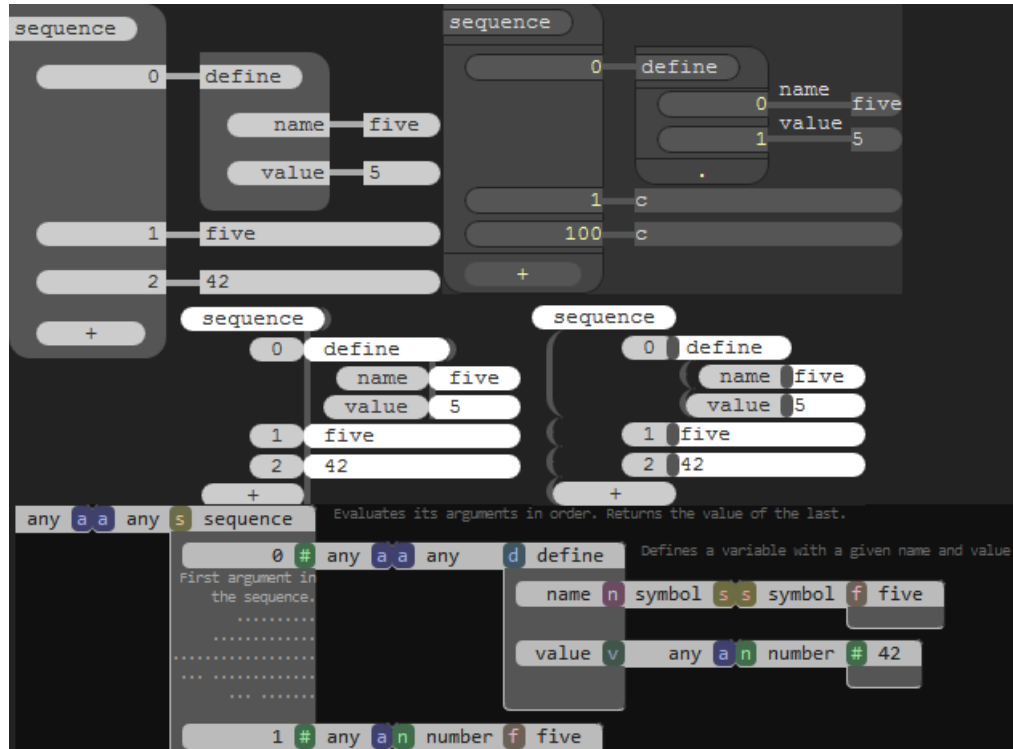 sequence
0 define
name five
value 5
1 five
2 42
+
sequence
0 define
name
0 five
value
1 5
.
1 c
100 c
+
sequence
0 define
name five
value 5
1 five
2 42
+
sequence
0 define
name five
value 5
1 five
2 42
+
any a a any s sequence Evaluates its arguments in order. Returns the value of the last.
0 # any a a any d define Defines a variable with a given name and value
First argument in
the sequence.
name n symbol s s symbol f five
value v any a n number # 42
1 # any a n number f five